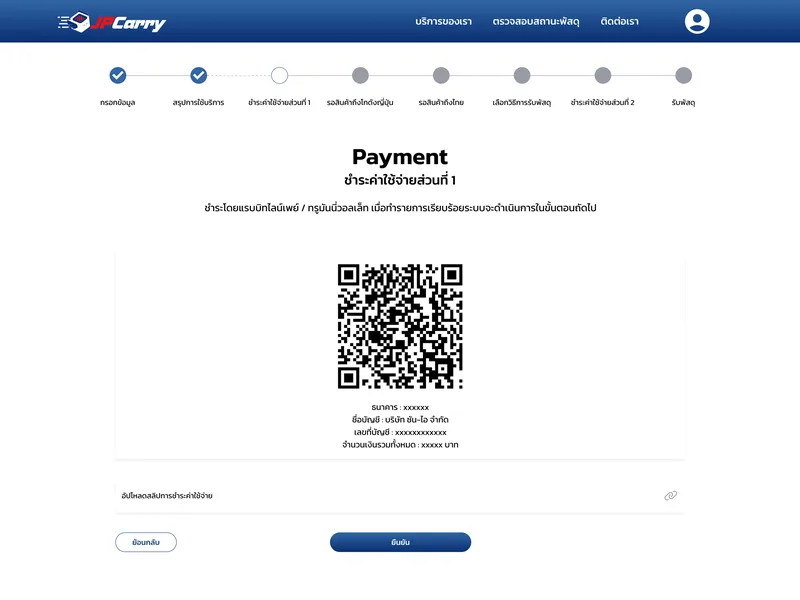 JPCarry
บริการของเรา
ตรวจสอบสถานะพัสดุ
ติดต่อเรา
กรอกข้อมูล
สรุปการใช้บริการ
ชำระค่าใช้จ่ายส่วนที่ 1
รอสินค้าถึงโกดังญี่ปุ่น
รอสินค้าถึงไทย
เลือกวิธีการรับพัสดุ
ชำระค่าใช้จ่ายส่วนที่ 2
รับพัสดุ
Payment
ชำระค่าใช้จ่ายส่วนที่ 1
ชำระโดยแรบบิทไลน์เพย์ / ทรูมันนี่วอลเล็ท เมื่อทำรายการเรียบร้อยระบบจะดำเนินการในขั้นตอนถัดไป
ธนาคาร : xxxxxx
ชื่อบัญชี : บริษัท ซัน-ไอ จำกัด
เลขที่บัญชี : xxxxxxxxxxxx
จำนวนเงินรวมทั้งหมด : xxxxx บาท
อัปโหลดสลิปการชำระค่าใช้จ่าย
ย้อนกลับ
ยืนยัน